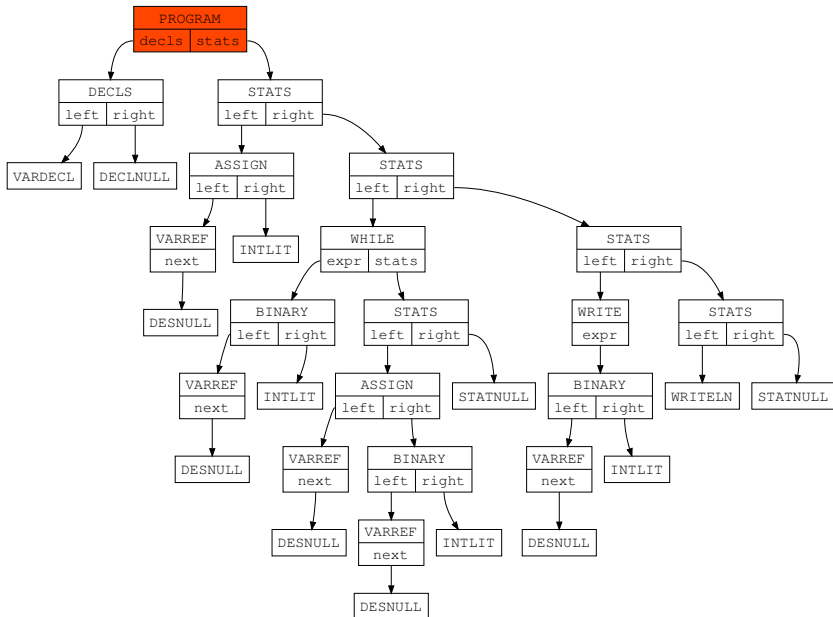 PROGRAM
decls stats
DECLS STATS
left right left right
ASSIGN STATS
VARDECL DECLNULL left right left right
VARREF WHILE STATS
next INTLIT expr stats left right
BINARY STATS WRITE STATS
DESNULL left right left right expr left right
VARREF ASSIGN BINARY
next INTLIT left right STATNULL left right WRITELN STATNULL
VARREF BINARY VARREF
DESNULL next left right next INTLIT
VARREF
DESNULL next INTLIT DESNULL
DESNULL